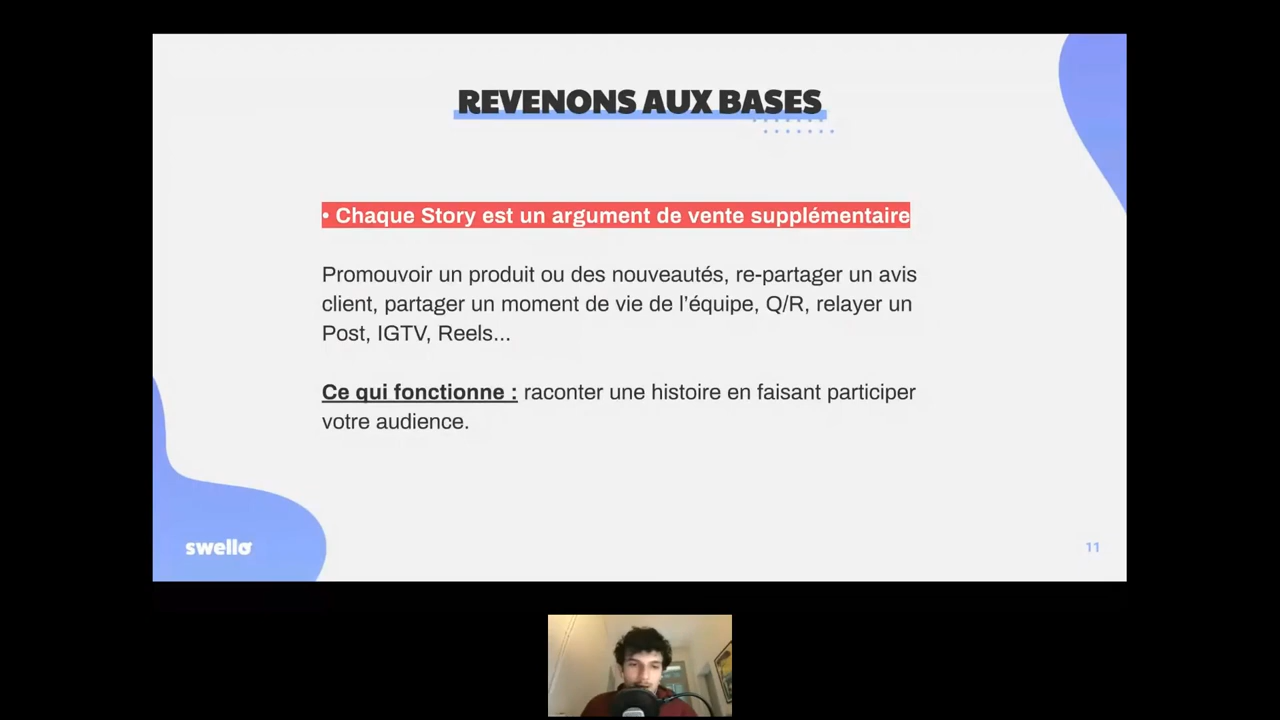 REVENONS AUX BASES
• Chaque Story est un argument de vente supplémentaire
Promouvoir un produit ou des nouveautés, re-partager un avis
client, partager un moment de vie de l’équipe, Q/R, relayer un
Post, IGTV, Reels...
Ce qui fonctionne : raconter une histoire en faisant participer
votre audience.
swello
11